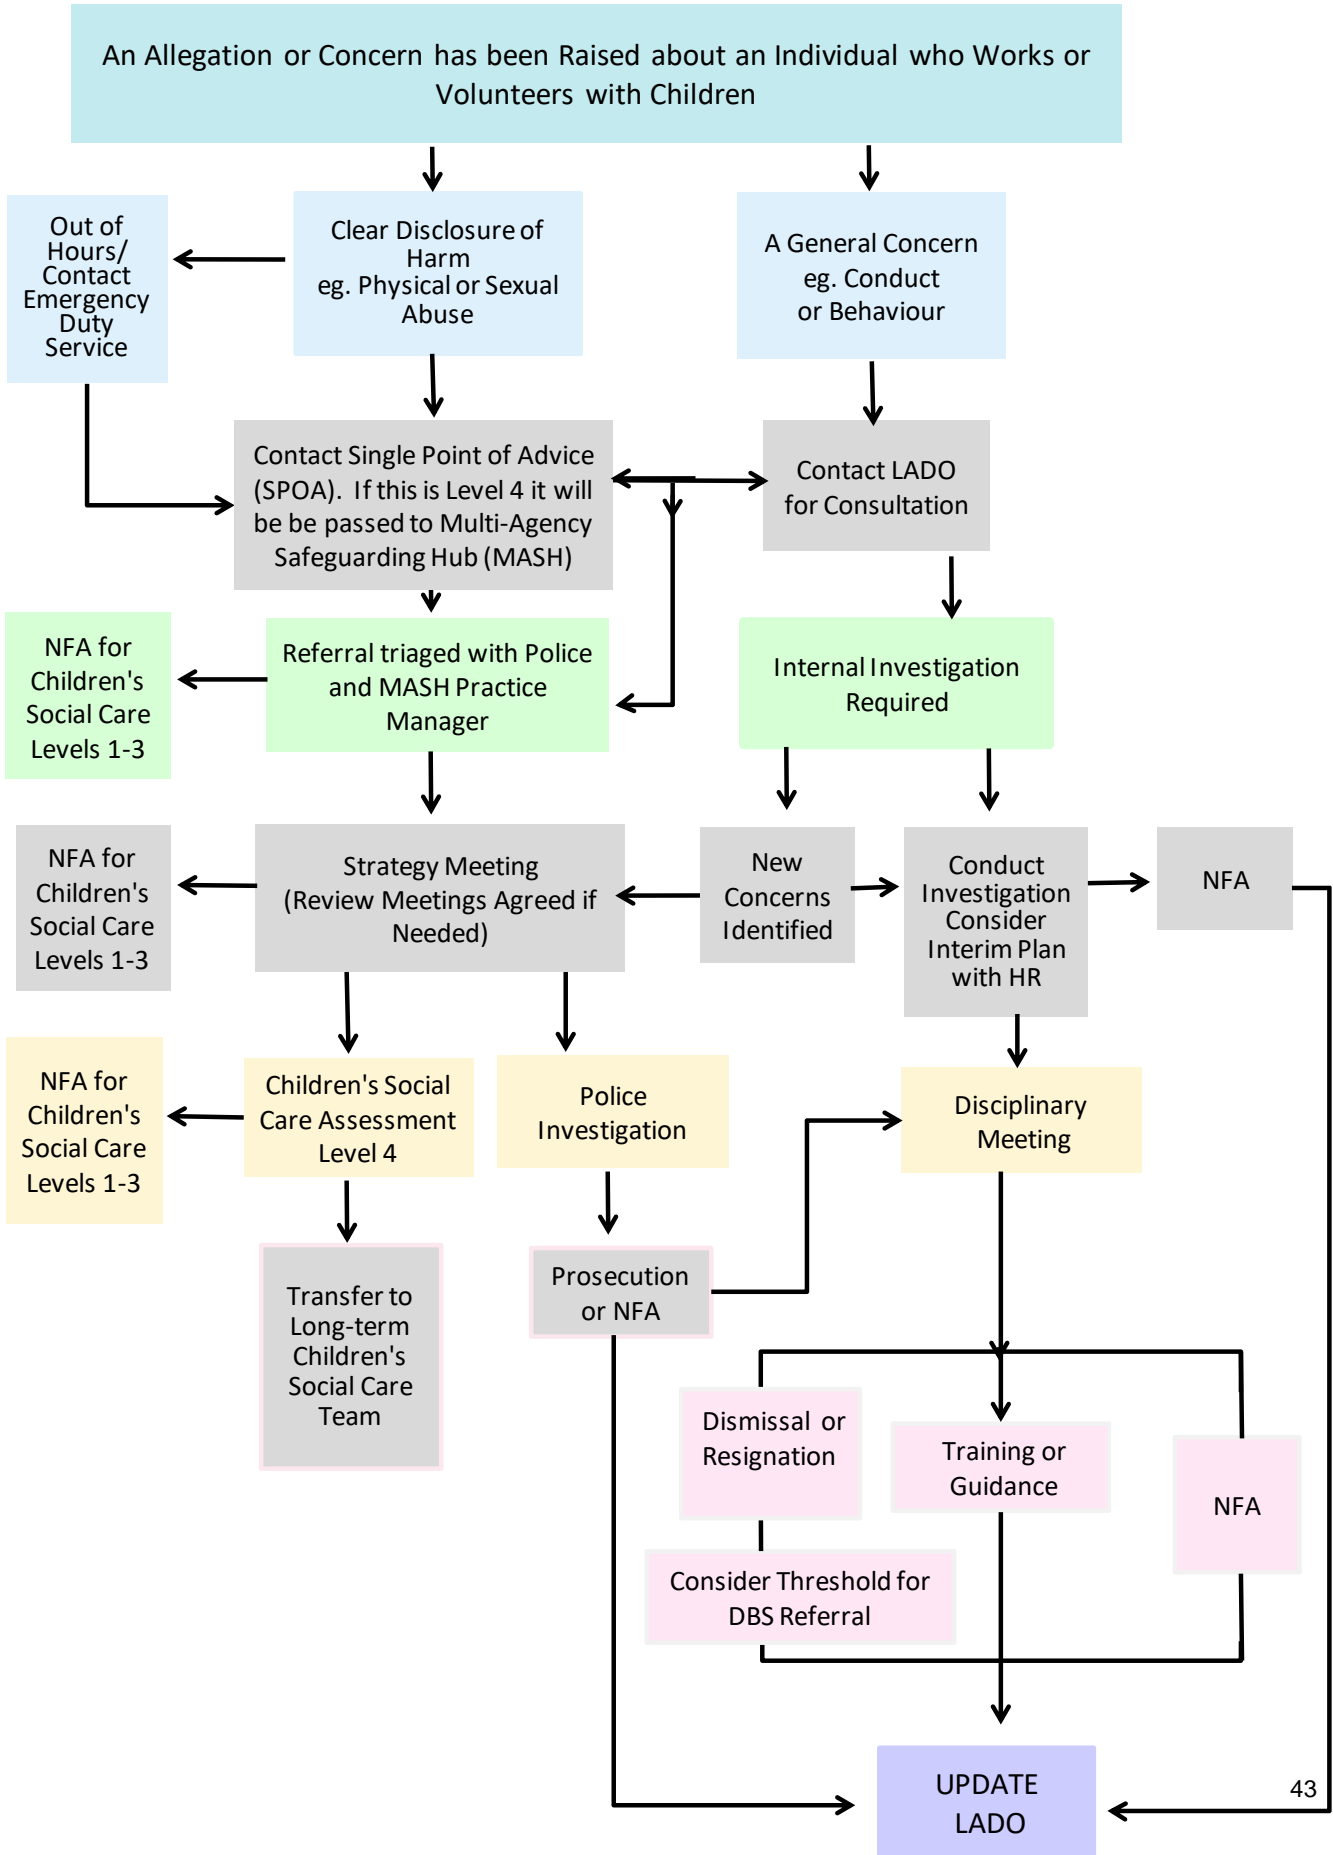 An Allegation or Concern has been Raised about an Individual who Works or
Volunteers with Children
Out of
Hours/
Contact
Emergency
Duty
Service
Clear Disclosure of
Harm
eg. Physical or Sexual
Abuse
A General Concern
eg. Conduct
or Behaviour
Contact Single Point of Advice
(SPOA). If this is Level 4 it will
be be passed to Multi-Agency
Safeguarding Hub (MASH)
Contact LADO
for Consultation
NFA for
Children's
Social Care
Levels 1-3
Referral triaged with Police
and MASH Practice
Manager
Internal Investigation
Required
NFA for
Children's
Social Care
Levels 1-3
Strategy Meeting
(Review Meetings Agreed if
Needed)
New
Concerns
Identified
Conduct
Investigation
Consider
Interim Plan
with HR
NFA
NFA for
Children's
Social Care
Levels 1-3
Children's Social
Care Assessment
Level 4
Police
Investigation
Disciplinary
Meeting
Transfer to
Long-term
Children's
Social Care
Team
Prosecution
or NFA
Dismissal or
Resignation
Training or
Guidance
NFA
Consider Threshold for
DBS Referral
UPDATE
LADO
43